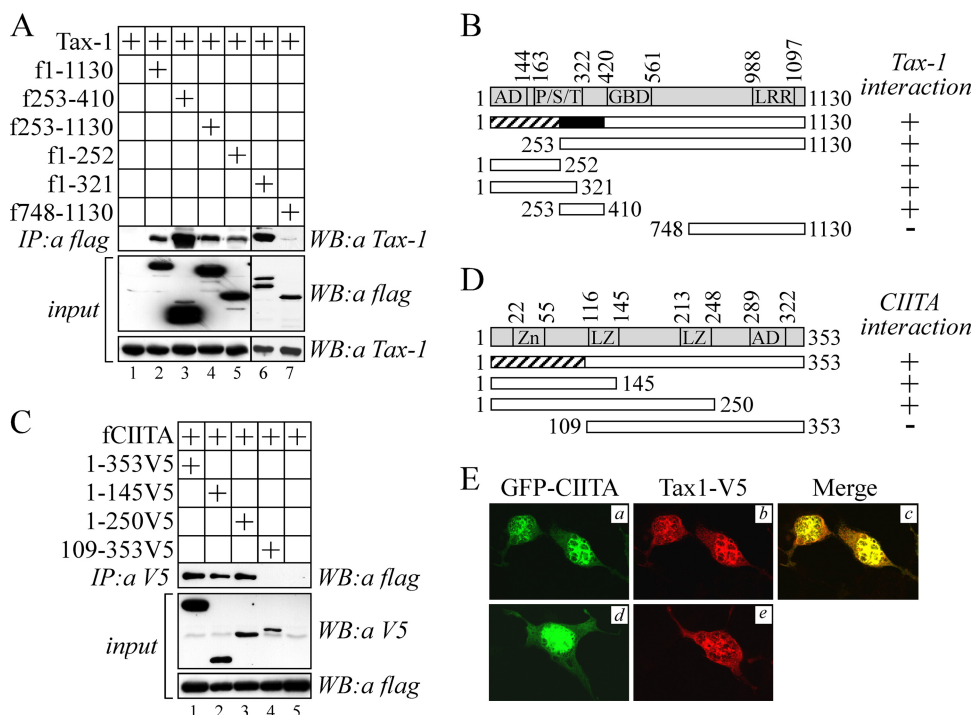 A
Tax-1 + + + + + + +
f1-1130 +
f253-410 +
f253-1130 +
f1-252 +
f1-321 +
f748-1130 +
IP:a flag WB:a Tax-1
input WB:a flag
WB:a Tax-1
1 2 3 4 5 6 7
B
144 163 322 420 561 988 1097 Tax-1 interaction
1 AD P/S/T GBD LRR 1130
1 1130 +
253 1130 +
1 252 +
1 321 +
253 410 +
748 1130 -
C
fCIITA + + + + +
1-353V5 +
1-145V5 +
1-250V5 +
109-353V5 +
IP:a V5 WB:a flag
input WB:a V5
WB:a flag
1 2 3 4 5
D
22 55 116 145 213 248 289 322 CIITA interaction
1 Zn LZ LZ AD 353
1 353 +
1 145 +
1 250 +
109 353 -
E
GFP-CIITA Tax1-V5 Merge
a b c
d e